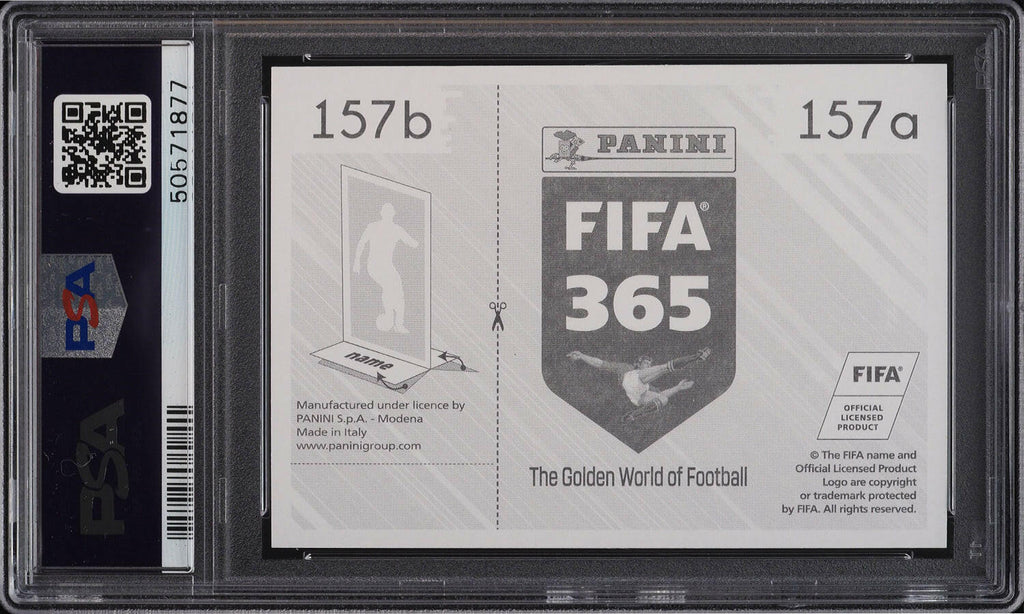 50571877
PSA
PSA
157b
157a
PANINI
FIFA®
365
name
Manufactured under licence by
PANINI S.p.A. - Modena
Made in Italy
www.paninigroup.com
The Golden World of Football
FIFA®
OFFICIAL
LICENSED
PRODUCT
© The FIFA name and
Official Licensed Product
Logo are copyright
or trademark protected
by FIFA. All rights reserved.